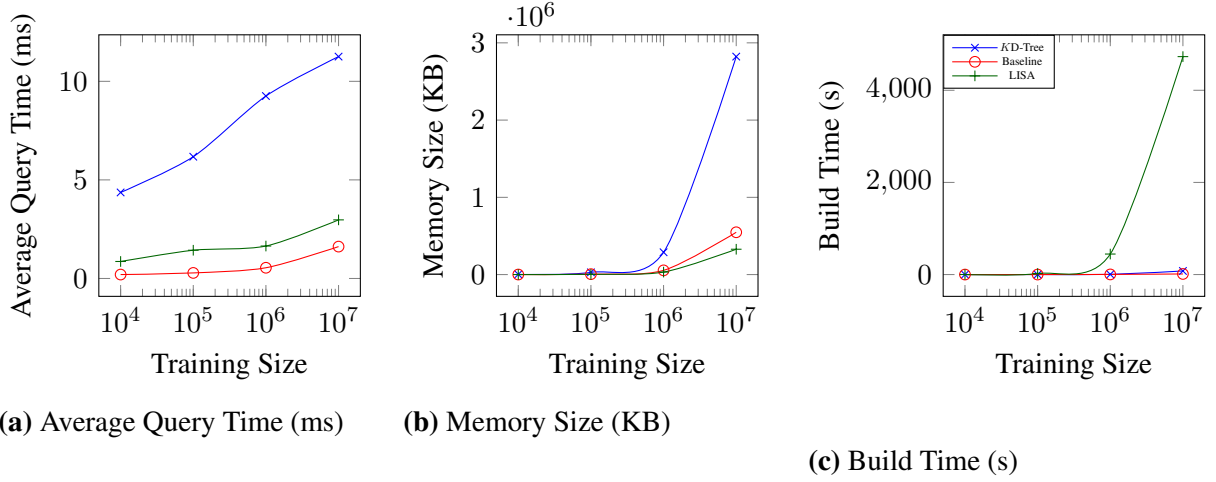 Average Query Time (ms)
10
5
0
10^4 10^5 10^6 10^7
Training Size
(a) Average Query Time (ms)
·10^6
Memory Size (KB)
3
2
1
0
10^4 10^5 10^6 10^7
Training Size
(b) Memory Size (KB)
Build Time (s)
4,000
2,000
0
KD-Tree
Baseline
LISA
10^4 10^5 10^6 10^7
Training Size
(c) Build Time (s)